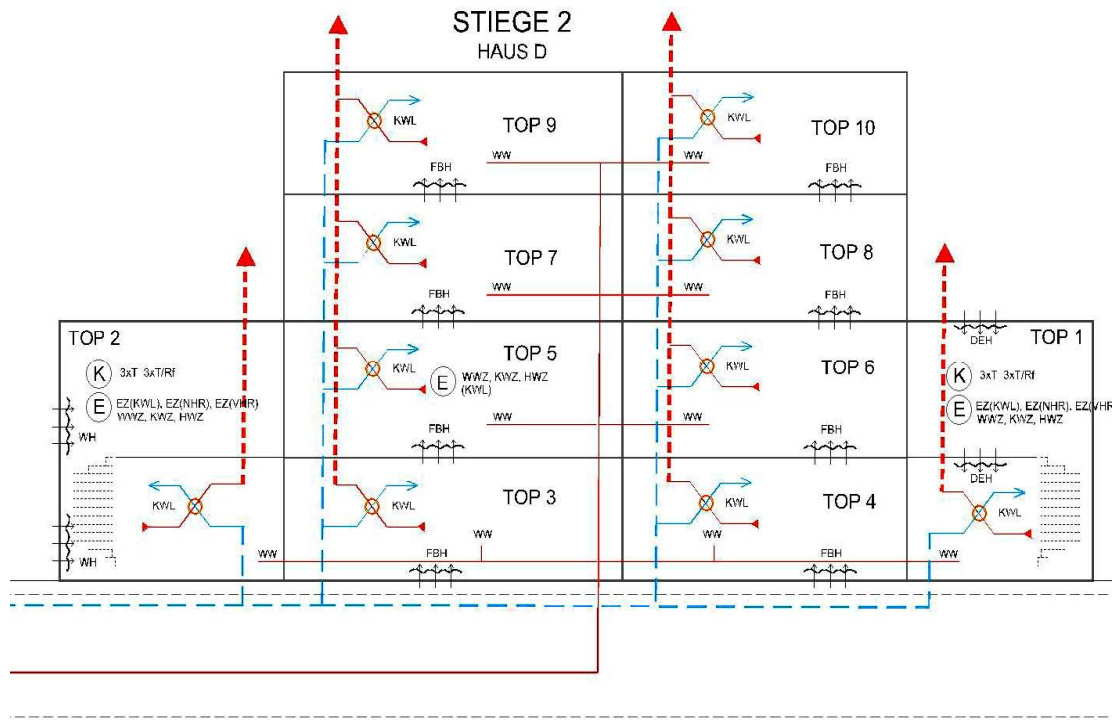 STIEGE 2
HAUS D
KWL
TOP 9
KWL
TOP 10
WW
WW
FBH
FBH
KWL
TOP 7
KWL
TOP 8
WW
WW
FBH
FBH
TOP 2
K 3xT 3xT/Rf
E EZ(KWL), EZ(NHR), EZ(VHR)
WWZ, KWZ, HWZ
WH
KWL
TOP 5
E WWZ, KWZ, HWZ
(KWL)
WW
FBH
KWL
TOP 6
WW
FBH
DEH
TOP 1
K 3xT 3xT/Rf
E EZ(KWL), EZ(NHR). EZ(VHR
WWZ, KWZ, HWZ
DEH
KWL
KWL
TOP 3
KWL
TOP 4
KWL
WH
WW
FBH
WW
WW
FBH
WW